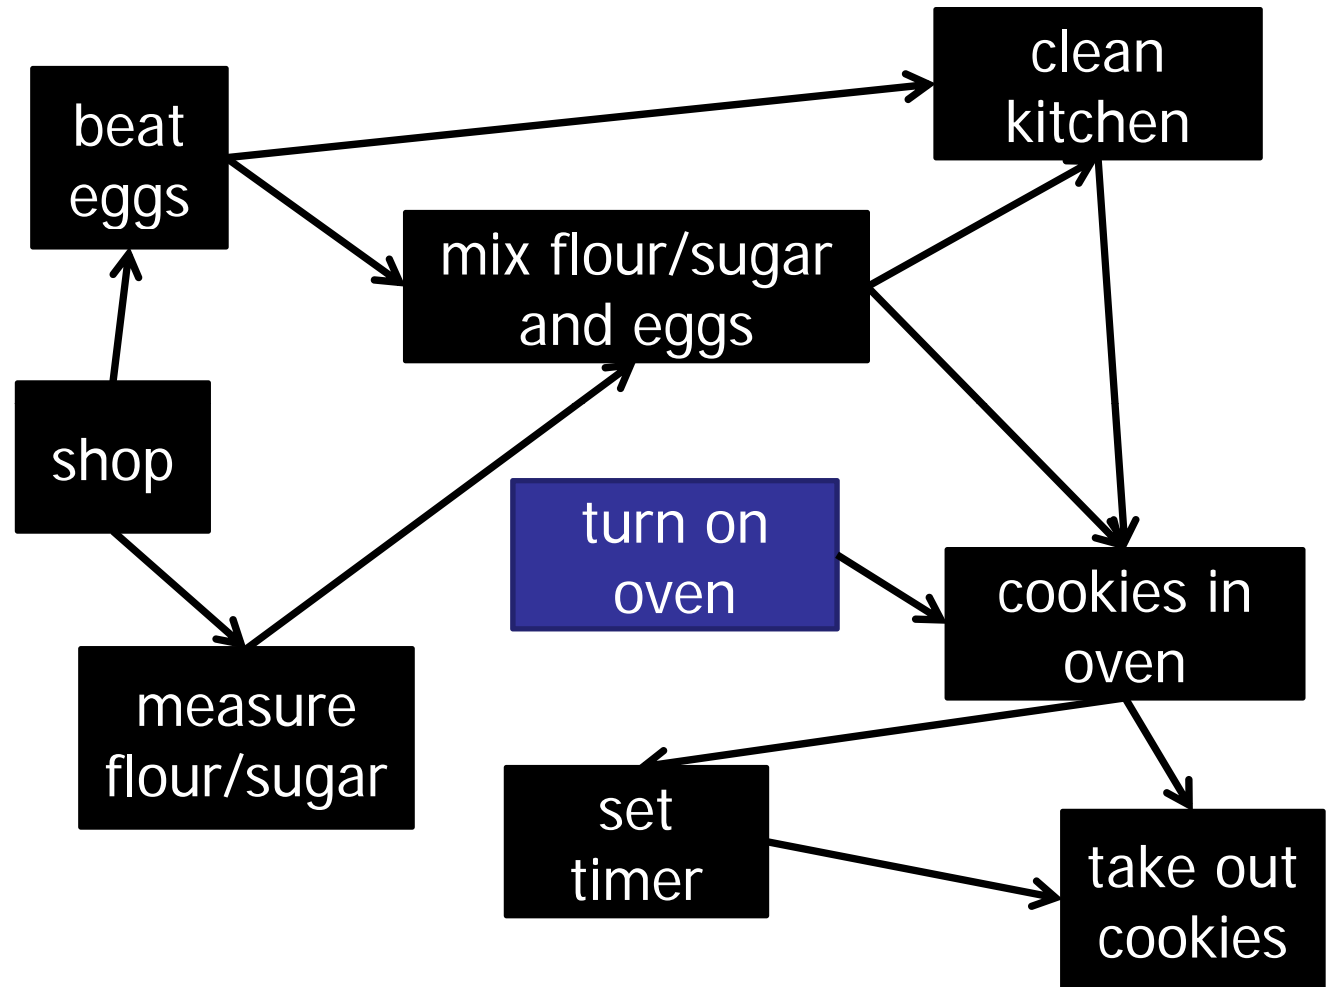 clean
kitchen
beat
eggs
mix flour/sugar
and eggs
shop
turn on
oven
cookies in
oven
measure
flour/sugar
set
timer
take out
cookies